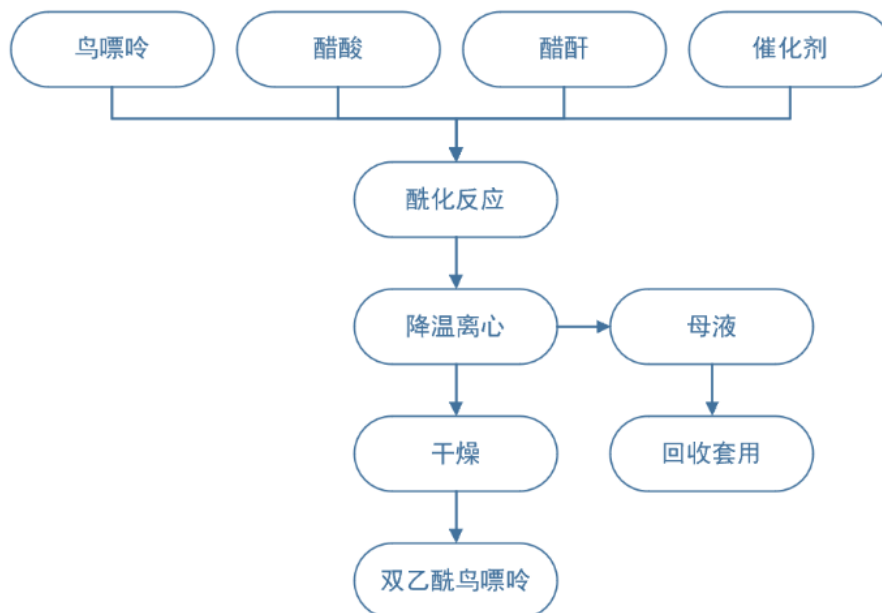 鸟嘌呤
醋酸
醋酐
催化剂
酰化反应
降温离心
母液
干燥
回收套用
双乙酰鸟嘌呤